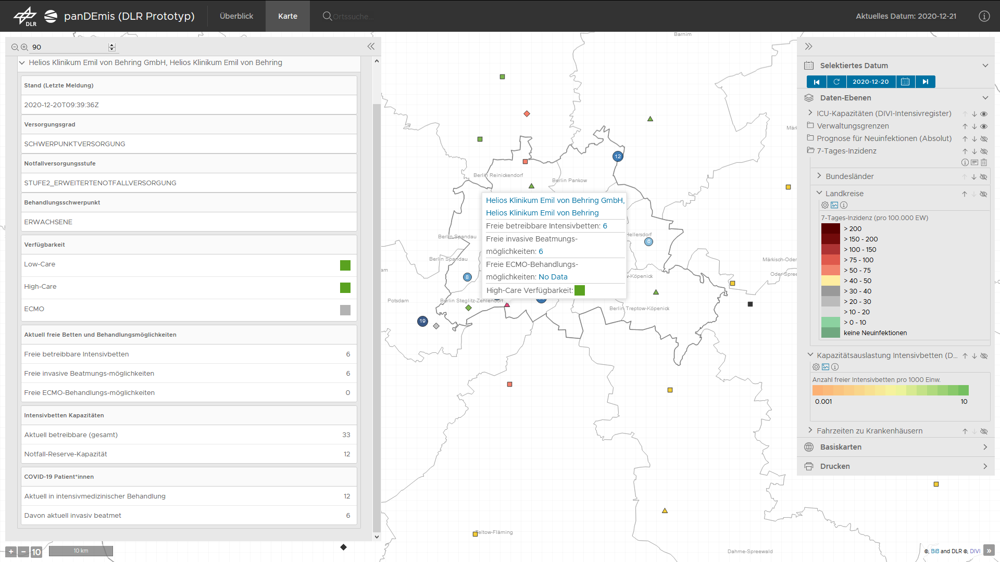 DLR
panDEmis (DLR Prototyp)
Überblick
Karte
Ortssuche...
Aktuelles Datum: 2020-12-21
90
Helios Klinikum Emil von Behring GmbH, Helios Klinikum Emil von Behring
Stand (Letzte Meldung)
2020-12-20T09:39:36Z
Versorgungsgrad
SCHWERPUNKTVERSORGUNG
Notfallversorgungsstufe
STUFE2_ERWEITERTENOTFALLVERSORGUNG
Behandlungsschwerpunkt
ERWACHSENE
Verfügbarkeit
Low-Care
High-Care
ECMO
Aktuell freie Betten und Behandlungsmöglichkeiten
Freie betreibbare Intensivbetten 6
Freie invasive Beatmungs-möglichkeiten 6
Freie ECMO-Behandlungs-möglichkeiten 0
Intensivbetten Kapazitäten
Aktuell betreibbare (gesamt) 33
Notfall-Reserve-Kapazität 12
COVID-19 Patient*innen
Aktuell in intensivmedizinischer Behandlung 12
Davon aktuell invasiv beatmet 6
+ − 10
10 km
Barnim
Märk
12
Berlin Reinickendorf
Berlin Pankow
Helios Klinikum Emil von Behring GmbH,
Helios Klinikum Emil von Behring
Freie betreibbare Intensivbetten: 6
Freie invasive Beatmungs-
möglichkeiten: 6
Freie ECMO-Behandlungs-
möglichkeiten: No Data
High-Care Verfügbarkeit:
Berlin Spandau
Hellersdorf
6
Berlin Spandau
Märkisch-Oder
am
8
w-Köpenick
Oder-Spree
Potsdam
Berlin Steglitz-Zehlendorf
Berlin Treptow-Köpenick
19
Teltow-Fläming
Dahme-Spreewald
Selektiertes Datum
2020-12-20
Daten-Ebenen
ICU-Kapazitäten (DIVI-Intensivregister)
Verwaltungsgrenzen
Prognose für Neuinfektionen (Absolut)
7-Tages-Inzidenz
Bundesländer
Landkreise
7-Tages-Inzidenz (pro 100.000 EW)
> 200
> 150 - 200
> 100 - 150
> 75 - 100
> 50 - 75
> 40 - 50
> 30 - 40
> 20 - 30
> 10 - 20
> 0 - 10
keine Neuinfektionen
Kapazitätsauslastung Intensivbetten (D...
Anzahl freier Intensivbetten pro 1000 Einw.
0.001 10
Fahrzeiten zu Krankenhäusern
Basiskarten
Drucken
©, BiB and DLR ©, DIVI »